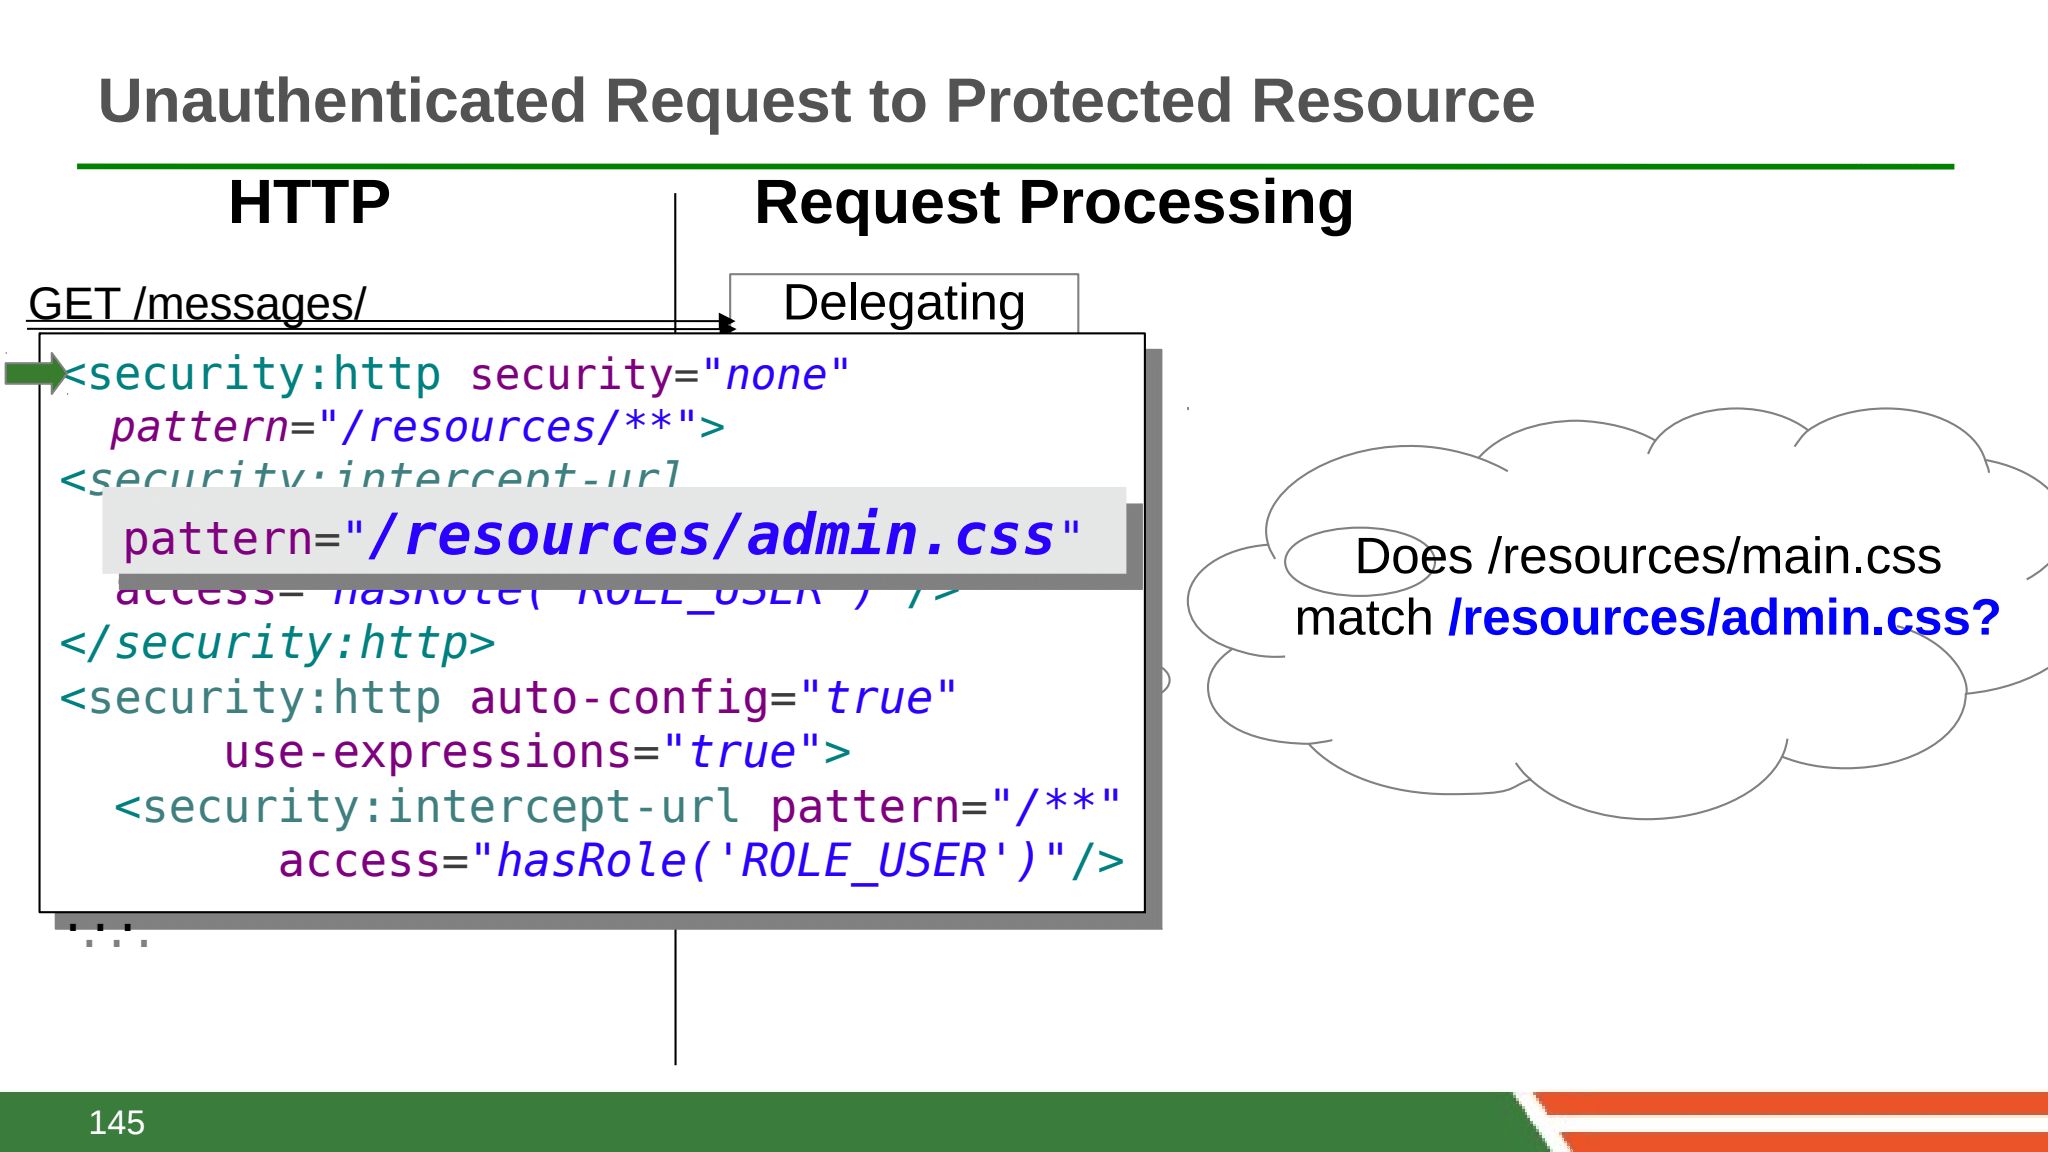 Unauthenticated Request to Protected Resource
HTTP
Request Processing
GET /messages/
Delegating
<security:http security="none"
pattern="/resources/**">
<security:intercept-url
pattern="/resources/admin.css"
access="hasRole('ROLE_USER')"/>
</security:http>
<security:http auto-config="true"
use-expressions="true">
<security:intercept-url pattern="/**"
access="hasRole('ROLE_USER')"/>
...
Does /resources/main.css
match /resources/admin.css?
145